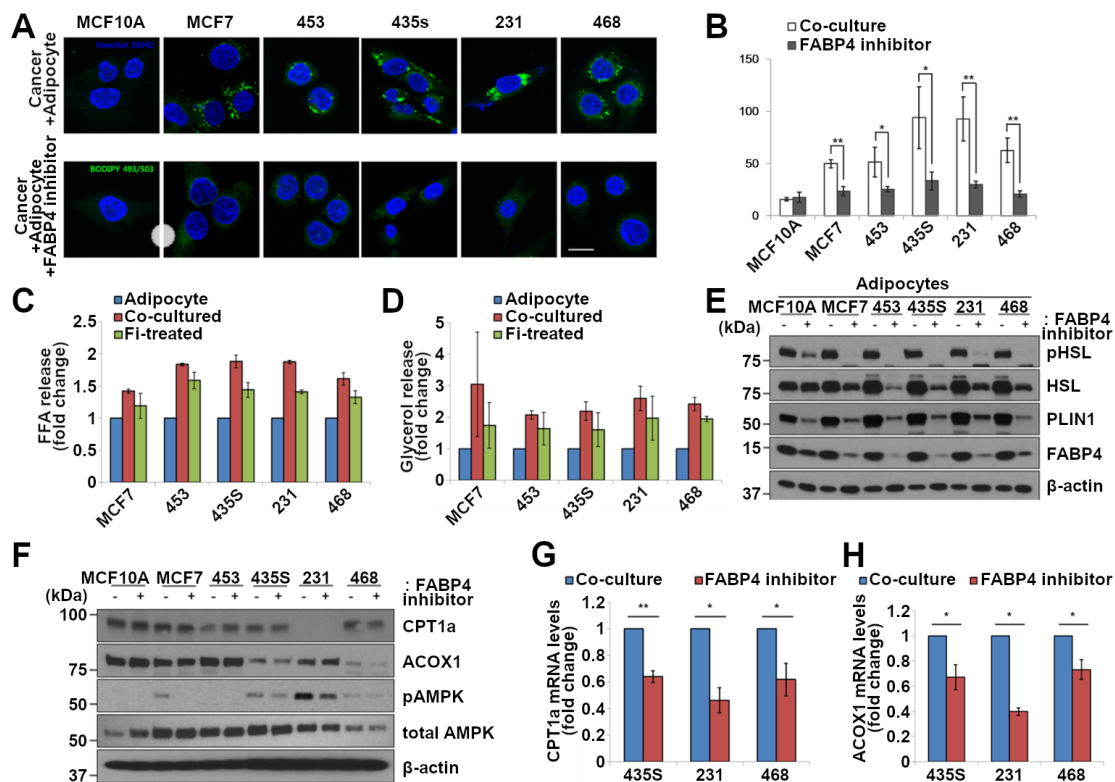 A
MCF10A MCF7 453 435S 231 468
Cancer
+Adipocyte
Hoechst 33342
Cancer
+Adipocyte
+FABP4 inhibitor
BODIPY 493/503
B
Co-culture
FABP4 inhibitor
150
100
50
0
* ** ** * **
MCF10A MCF7 453 435S 231 468
C
Adipocyte
Co-cultured
Fi-treated
FFA release
(fold change)
2.5
2
1.5
1
0.5
0
MCF7 453 435S 231 468
D
Adipocyte
Co-cultured
Fi-treated
Glycerol release
(fold change)
5
4
3
2
1
0
MCF7 453 435S 231 468
E
Adipocytes
MCF10A MCF7 453 435S 231 468
(kDa) - + - + - + - + - + - + : FABP4
inhibitor
75 pHSL
75 HSL
50 PLIN1
15 FABP4
37 β-actin
F
MCF10A MCF7 453 435S 231 468
(kDa) - + - + - + - + - + - + : FABP4
inhibitor
100 CPT1a
75 ACOX1
50 pAMPK
50 total AMPK
37 β-actin
G
Co-culture FABP4 inhibitor
CPT1a mRNA levels
(fold change)
1.2
1
0.8
0.6
0.4
0.2
0
** * *
435S 231 468
H
Co-culture FABP4 inhibitor
ACOX1 mRNA levels
(fold change)
1.2
1
0.8
0.6
0.4
0.2
0
* * *
435S 231 468